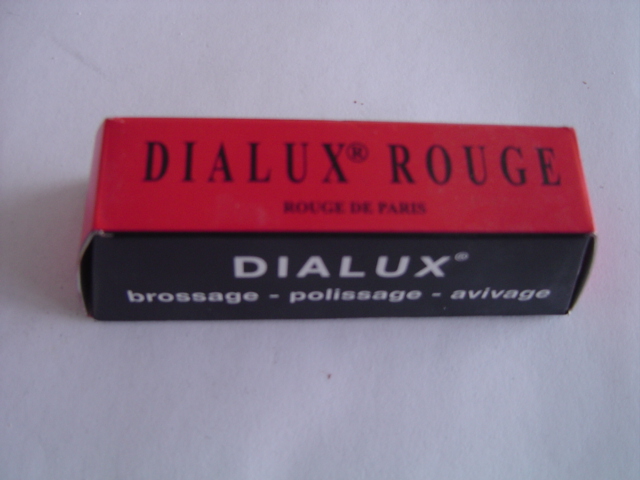 DIALUX® ROUGE
ROUGE DE PARIS
DIALUX®
brossage - polissage - avivage